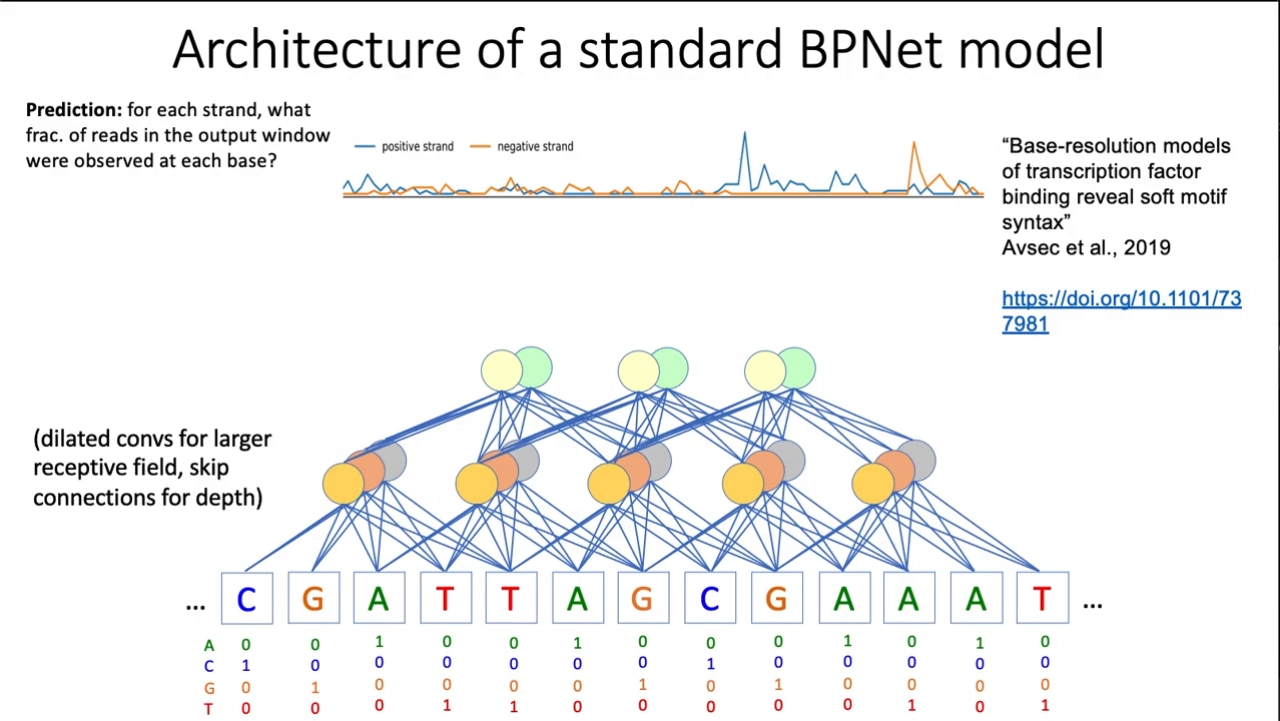 Architecture of a standard BPNet model
Prediction: for each strand, what
frac. of reads in the output window
were observed at each base?
positive strand negative strand
“Base-resolution models
of transcription factor
binding reveal soft motif
syntax”
Avsec et al., 2019
https://doi.org/10.1101/73
7981
(dilated convs for larger
receptive field, skip
connections for depth)
... C G A T T A G C G A A A T ...
A 0 0 1 0 0 1 0 0 0 1 0 1 0
C 1 0 0 0 0 0 0 1 0 0 0 0 0
G 0 1 0 0 0 0 1 0 1 0 0 0 0
T 0 0 0 1 1 0 0 0 0 0 1 0 1